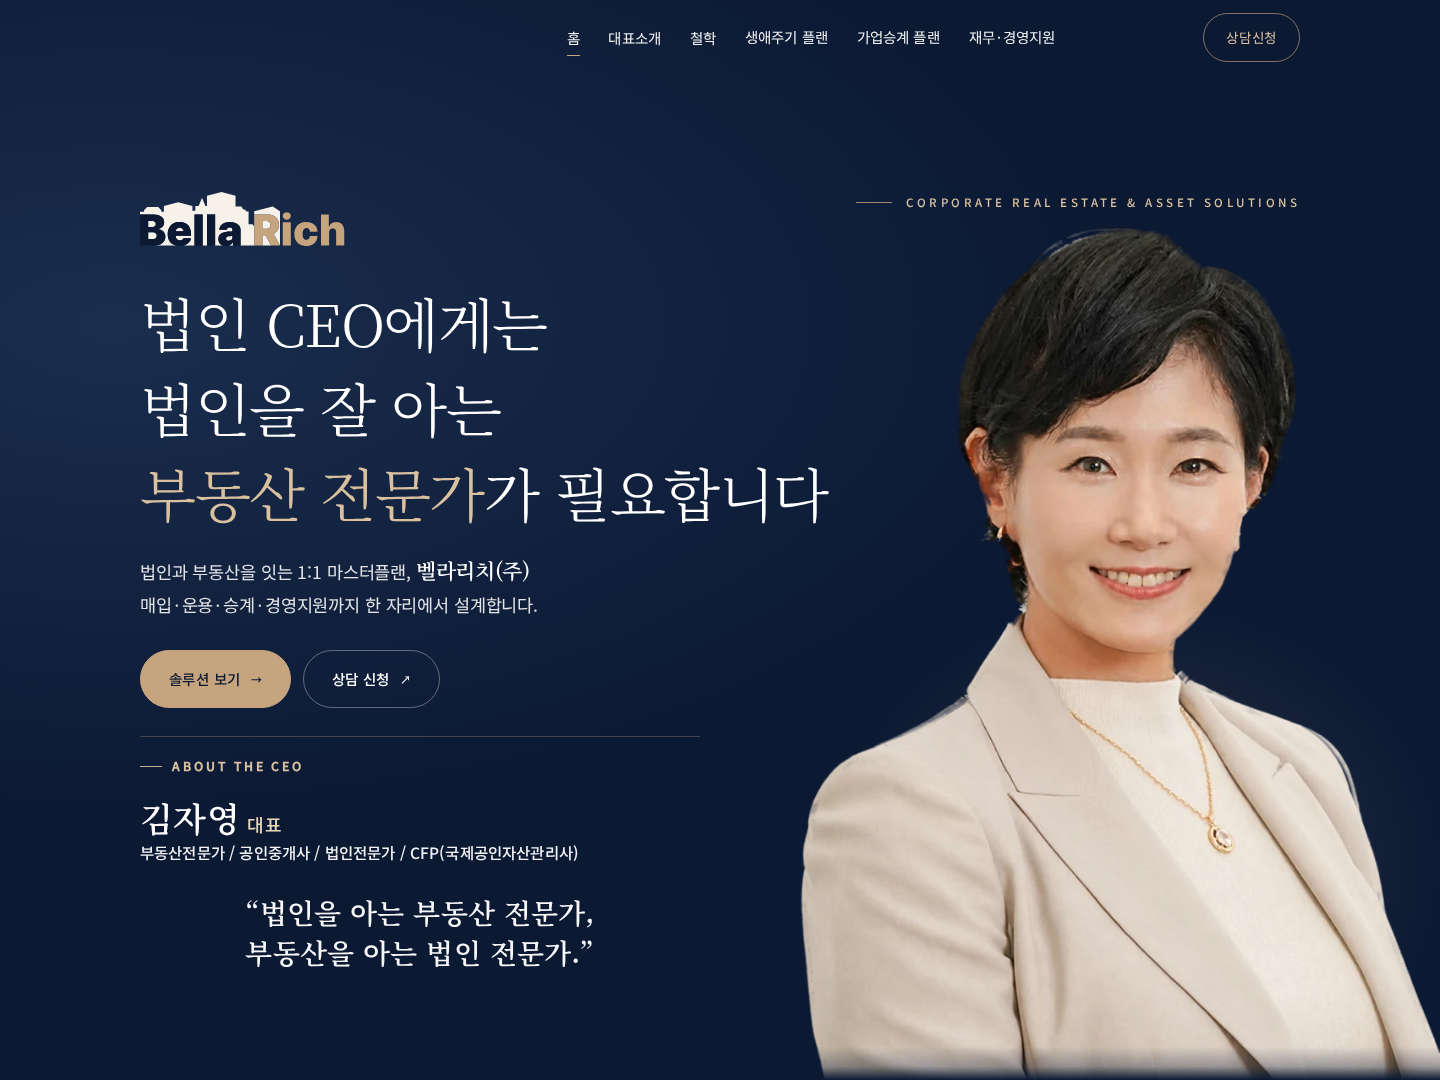 홈 대표소개 철학 생애주기 플랜 가업승계 플랜 재무·경영지원 상담신청
Bella Rich
CORPORATE REAL ESTATE & ASSET SOLUTIONS
법인 CEO에게는
법인을 잘 아는
부동산 전문가가 필요합니다
법인과 부동산을 잇는 1:1 마스터플랜, 벨라리치(주)
매입·운용·승계·경영지원까지 한 자리에서 설계합니다.
솔루션 보기 → 상담 신청 ↗
ABOUT THE CEO
김자영 대표
부동산전문가 / 공인중개사 / 법인전문가 / CFP(국제공인자산관리사)
“법인을 아는 부동산 전문가,
부동산을 아는 법인 전문가.”